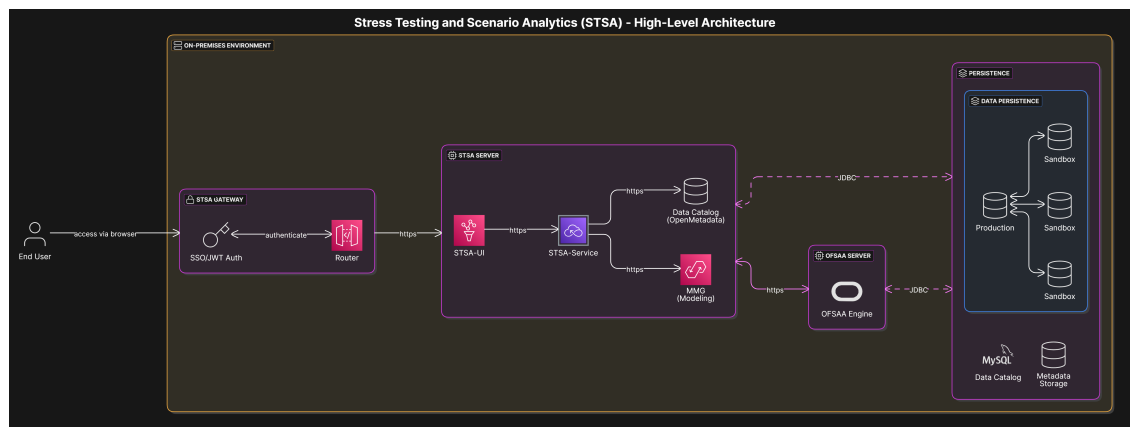 Stress Testing and Scenario Analytics (STSA) - High-Level Architecture
ON-PREMISES ENVIRONMENT
End User
access via browser
STSA GATEWAY
SSO/JWT Auth
authenticate
Router
https
STSA SERVER
STSA-UI
https
STSA-Service
https
Data Catalog
(OpenMetadata)
https
MMG
(Modeling)
JDBC
https
OFSAA SERVER
OFSAA Engine
JDBC
PERSISTENCE
DATA PERSISTENCE
Sandbox
Production
Sandbox
Sandbox
MySQL
Data Catalog
Metadata
Storage